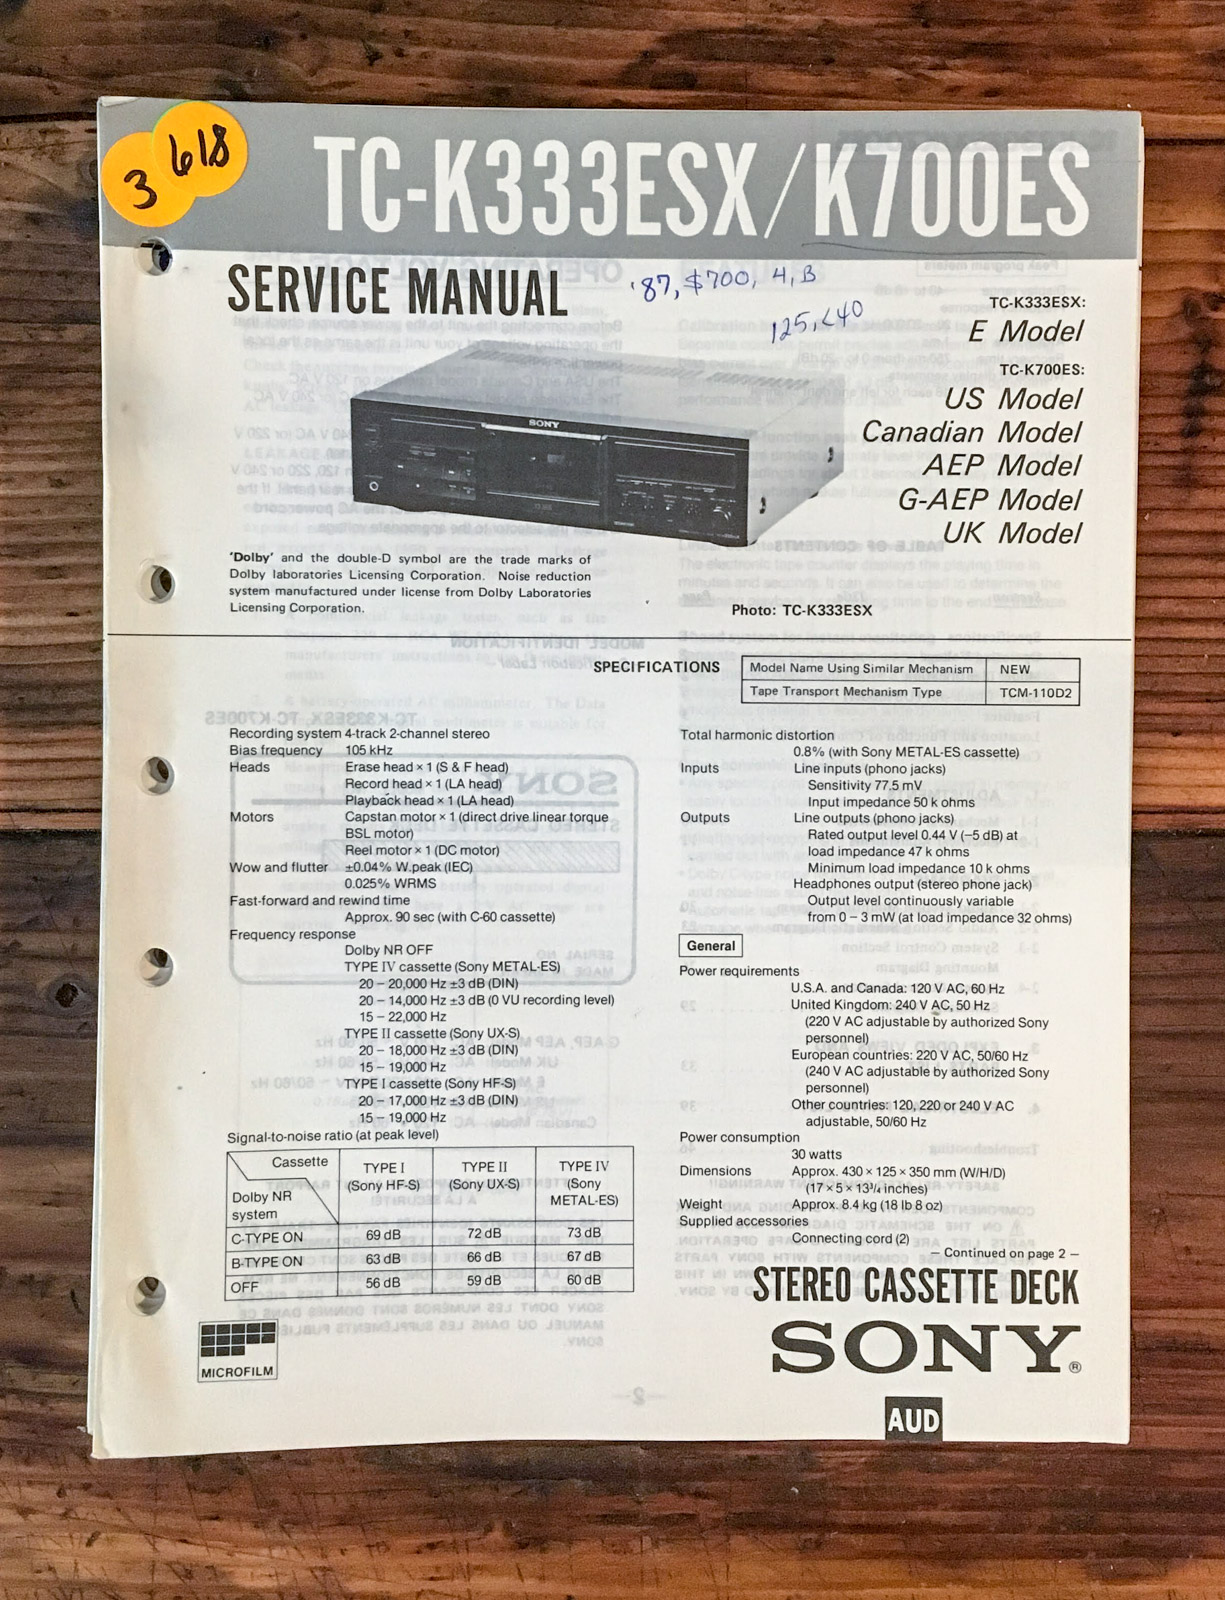 3 618
TC-K333ESX/K700ES
SERVICE MANUAL
'87, $700, 4, B
125, <40
TC-K333ESX:
E Model
TC-K700ES:
US Model
Canadian Model
AEP Model
G-AEP Model
UK Model
SONY
'Dolby' and the double-D symbol are the trade marks of
Dolby laboratories Licensing Corporation. Noise reduction
system manufactured under license from Dolby Laboratories
Licensing Corporation.
Photo: TC-K333ESX
SPECIFICATIONS
Model Name Using Similar Mechanism NEW
Tape Transport Mechanism Type TCM-110D2
Recording system 4-track 2-channel stereo
Bias frequency 105 kHz
Heads Erase head × 1 (S & F head)
Record head × 1 (LA head)
Playback head × 1 (LA head)
Motors Capstan motor × 1 (direct drive linear torque
BSL motor)
Reel motor × 1 (DC motor)
Wow and flutter ±0.04% W.peak (IEC)
0.025% WRMS
Fast-forward and rewind time
Approx. 90 sec (with C-60 cassette)
Frequency response
Dolby NR OFF
TYPE IV cassette (Sony METAL-ES)
20 – 20,000 Hz ±3 dB (DIN)
20 – 14,000 Hz ±3 dB (0 VU recording level)
15 – 22,000 Hz
TYPE II cassette (Sony UX-S)
20 – 18,000 Hz ±3 dB (DIN)
15 – 19,000 Hz
TYPE I cassette (Sony HF-S)
20 – 17,000 Hz ±3 dB (DIN)
15 – 19,000 Hz
Signal-to-noise ratio (at peak level)
Cassette TYPE I TYPE II TYPE IV
(Sony HF-S) (Sony UX-S) (Sony
Dolby NR METAL-ES)
system
C-TYPE ON 69 dB 72 dB 73 dB
B-TYPE ON 63 dB 66 dB 67 dB
OFF 56 dB 59 dB 60 dB
MICROFILM
Total harmonic distortion
0.8% (with Sony METAL-ES cassette)
Inputs Line inputs (phono jacks)
Sensitivity 77.5 mV
Input impedance 50 k ohms
Outputs Line outputs (phono jacks)
Rated output level 0.44 V (−5 dB) at
load impedance 47 k ohms
Minimum load impedance 10 k ohms
Headphones output (stereo phone jack)
Output level continuously variable
from 0 – 3 mW (at load impedance 32 ohms)
General
Power requirements
U.S.A. and Canada: 120 V AC, 60 Hz
United Kingdom: 240 V AC, 50 Hz
(220 V AC adjustable by authorized Sony
personnel)
European countries: 220 V AC, 50/60 Hz
(240 V AC adjustable by authorized Sony
personnel)
Other countries: 120, 220 or 240 V AC
adjustable, 50/60 Hz
Power consumption
30 watts
Dimensions Approx. 430 × 125 × 350 mm (W/H/D)
(17 × 5 × 13 3/4 inches)
Weight Approx. 8.4 kg (18 lb 8 oz)
Supplied accessories
Connecting cord (2)
— Continued on page 2 —
STEREO CASSETTE DECK
SONY®
AUD